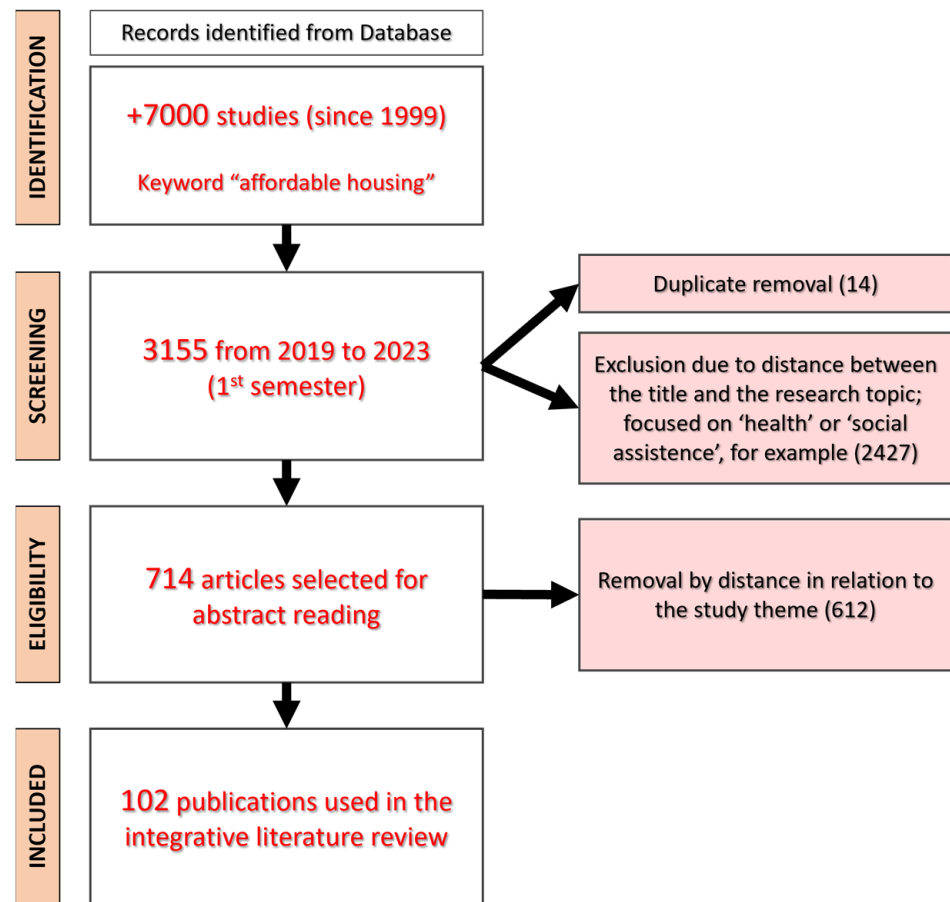 IDENTIFICATION
Records identified from Database
+7000 studies (since 1999)
Keyword “affordable housing”
SCREENING
3155 from 2019 to 2023
(1st semester)
Duplicate removal (14)
Exclusion due to distance between
the title and the research topic;
focused on ‘health’ or ‘social
assistence’, for example (2427)
ELIGIBILITY
714 articles selected for
abstract reading
Removal by distance in relation to
the study theme (612)
INCLUDED
102 publications used in the
integrative literature review